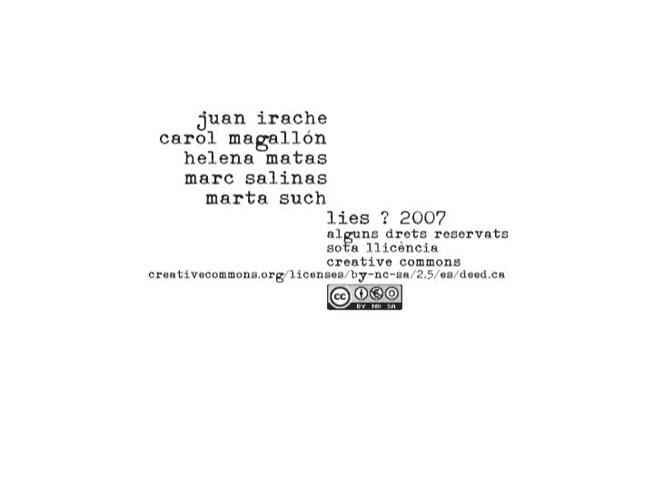 juan irache
carol magallón
helena matas
marc salinas
marta such
lies ? 2007
alguns drets reservats
sota llicència
creative commons
creativecommons.org/licenses/by-nc-sa/2.5/es/deed.ca
cc
BY NC SA